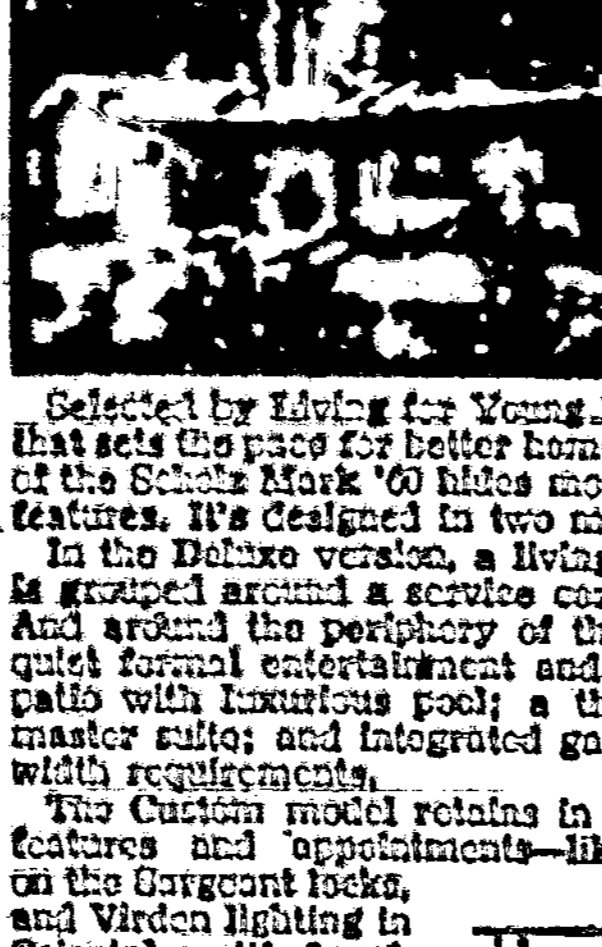 Selected by Living for Young
that sets the pace for better hom
of the Scholz Mark '60 hides mo
features. It's designed in two m
In the Deluxe version, a living
is grouped around a service co
And around the periphery of th
quiet formal entertainment and
patio with luxurious pool; a th
master suite; and integrated ga
width requirements.
The Custom model retains in
features and appointments—lik
on the Sargeant locks,
and Virden lighting in